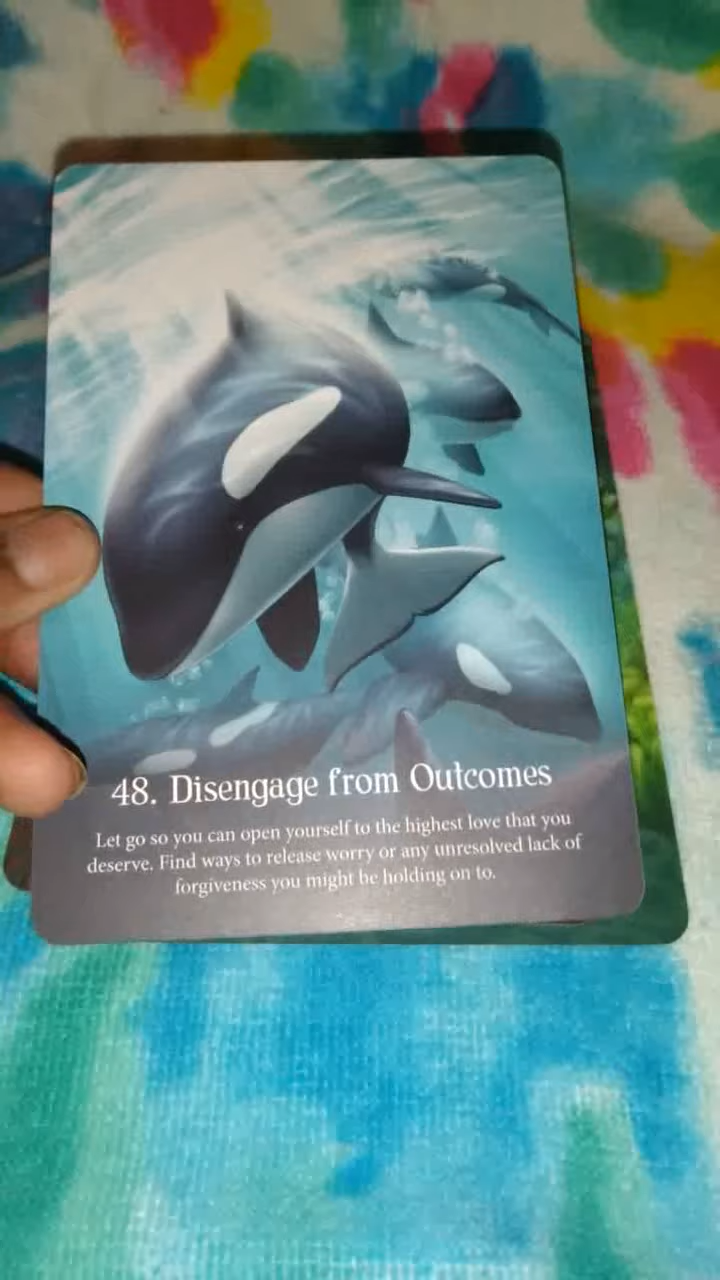 48. Disengage from Outcomes
Let go so you can open yourself to the highest love that you
deserve. Find ways to release worry or any unresolved lack of
forgiveness you might be holding on to.